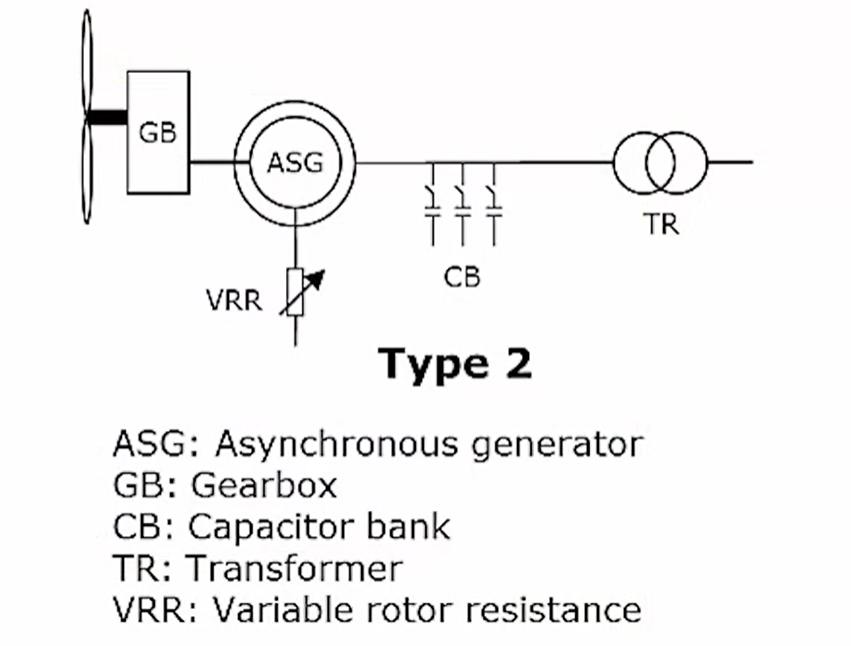 GB
ASG
TR
VRR
CB
Type 2
ASG: Asynchronous generator
GB: Gearbox
CB: Capacitor bank
TR: Transformer
VRR: Variable rotor resistance